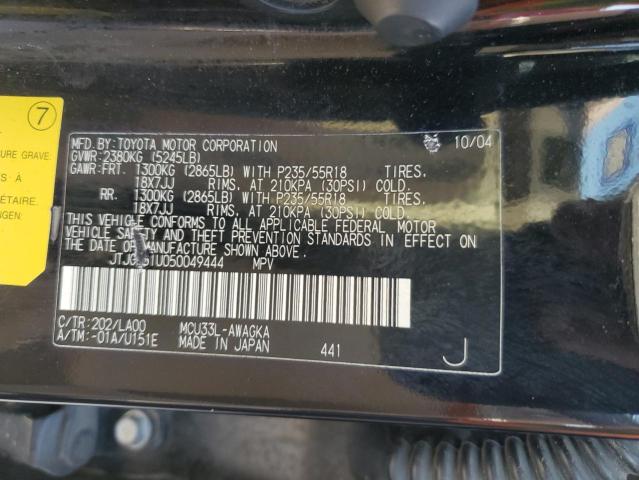 7
URE GRAVE:
S À
ÉTAIRE.
NGEN:
MFD. BY: TOYOTA MOTOR CORPORATION 10/04
GVWR: 2380KG (5245LB)
GAWR: FRT. 1300KG (2865LB) WITH P235/55R18 TIRES.
18X7JJ RIMS. AT 210KPA (30PSI) COLD.
RR. 1300KG (2865LB) WITH P235/55R18 TIRES.
18X7JJ RIMS. AT 210KPA (30PSI) COLD.
THIS VEHICLE CONFORMS TO ALL APPLICABLE FEDERAL MOTOR
VEHICLE SAFETY AND THEFT PREVENTION STANDARDS IN EFFECT ON
THE DATE OF MANUFACTURE SHOWN ABOVE.
MPV
C/TR: 202/LA00 MCU33L-AWAGKA
A/TM: -01A/U151E MADE IN JAPAN 441 J